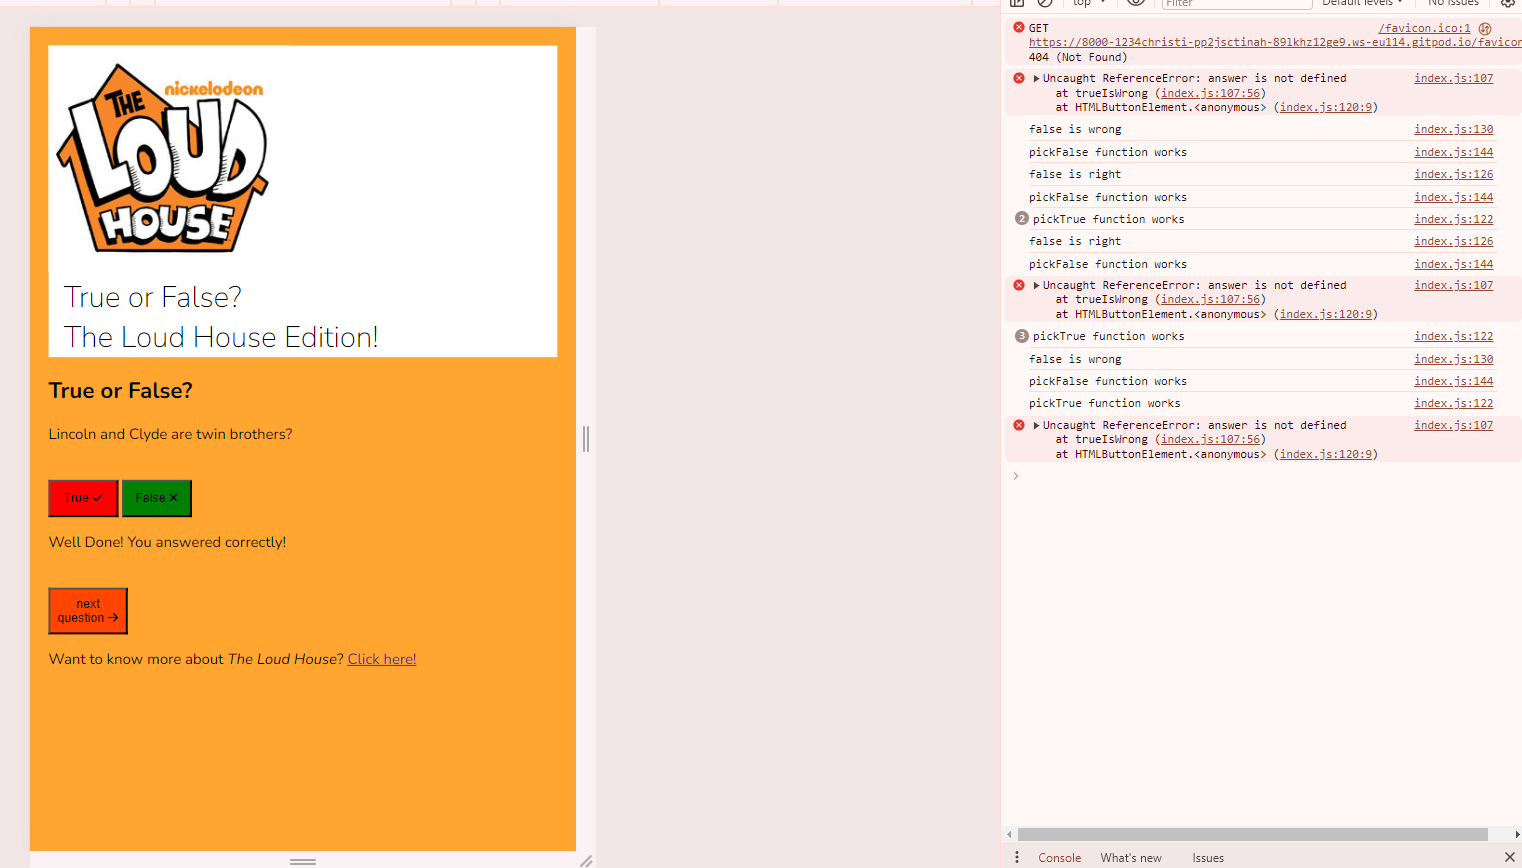 THE
nickelodeon
LOUD
HOUSE
True or False?
The Loud House Edition!
True or False?
Lincoln and Clyde are twin brothers?
True ✓ False ✕
Well Done! You answered correctly!
next
question →
Want to know more about The Loud House? Click here!
top Filter Default levels No Issues
GET /favicon.ico:1
https://8000-1234christi-pp2jsctinah-89lkhz12ge9.ws-eu114.gitpod.io/favicon
404 (Not Found)
Uncaught ReferenceError: answer is not defined index.js:107
at trueIsWrong (index.js:107:56)
at HTMLButtonElement.<anonymous> (index.js:120:9)
false is wrong index.js:130
pickFalse function works index.js:144
false is right index.js:126
pickFalse function works index.js:144
2 pickTrue function works index.js:122
false is right index.js:126
pickFalse function works index.js:144
Uncaught ReferenceError: answer is not defined index.js:107
at trueIsWrong (index.js:107:56)
at HTMLButtonElement.<anonymous> (index.js:120:9)
3 pickTrue function works index.js:122
false is wrong index.js:130
pickFalse function works index.js:144
pickTrue function works index.js:122
Uncaught ReferenceError: answer is not defined index.js:107
at trueIsWrong (index.js:107:56)
at HTMLButtonElement.<anonymous> (index.js:120:9)
Console What's new Issues